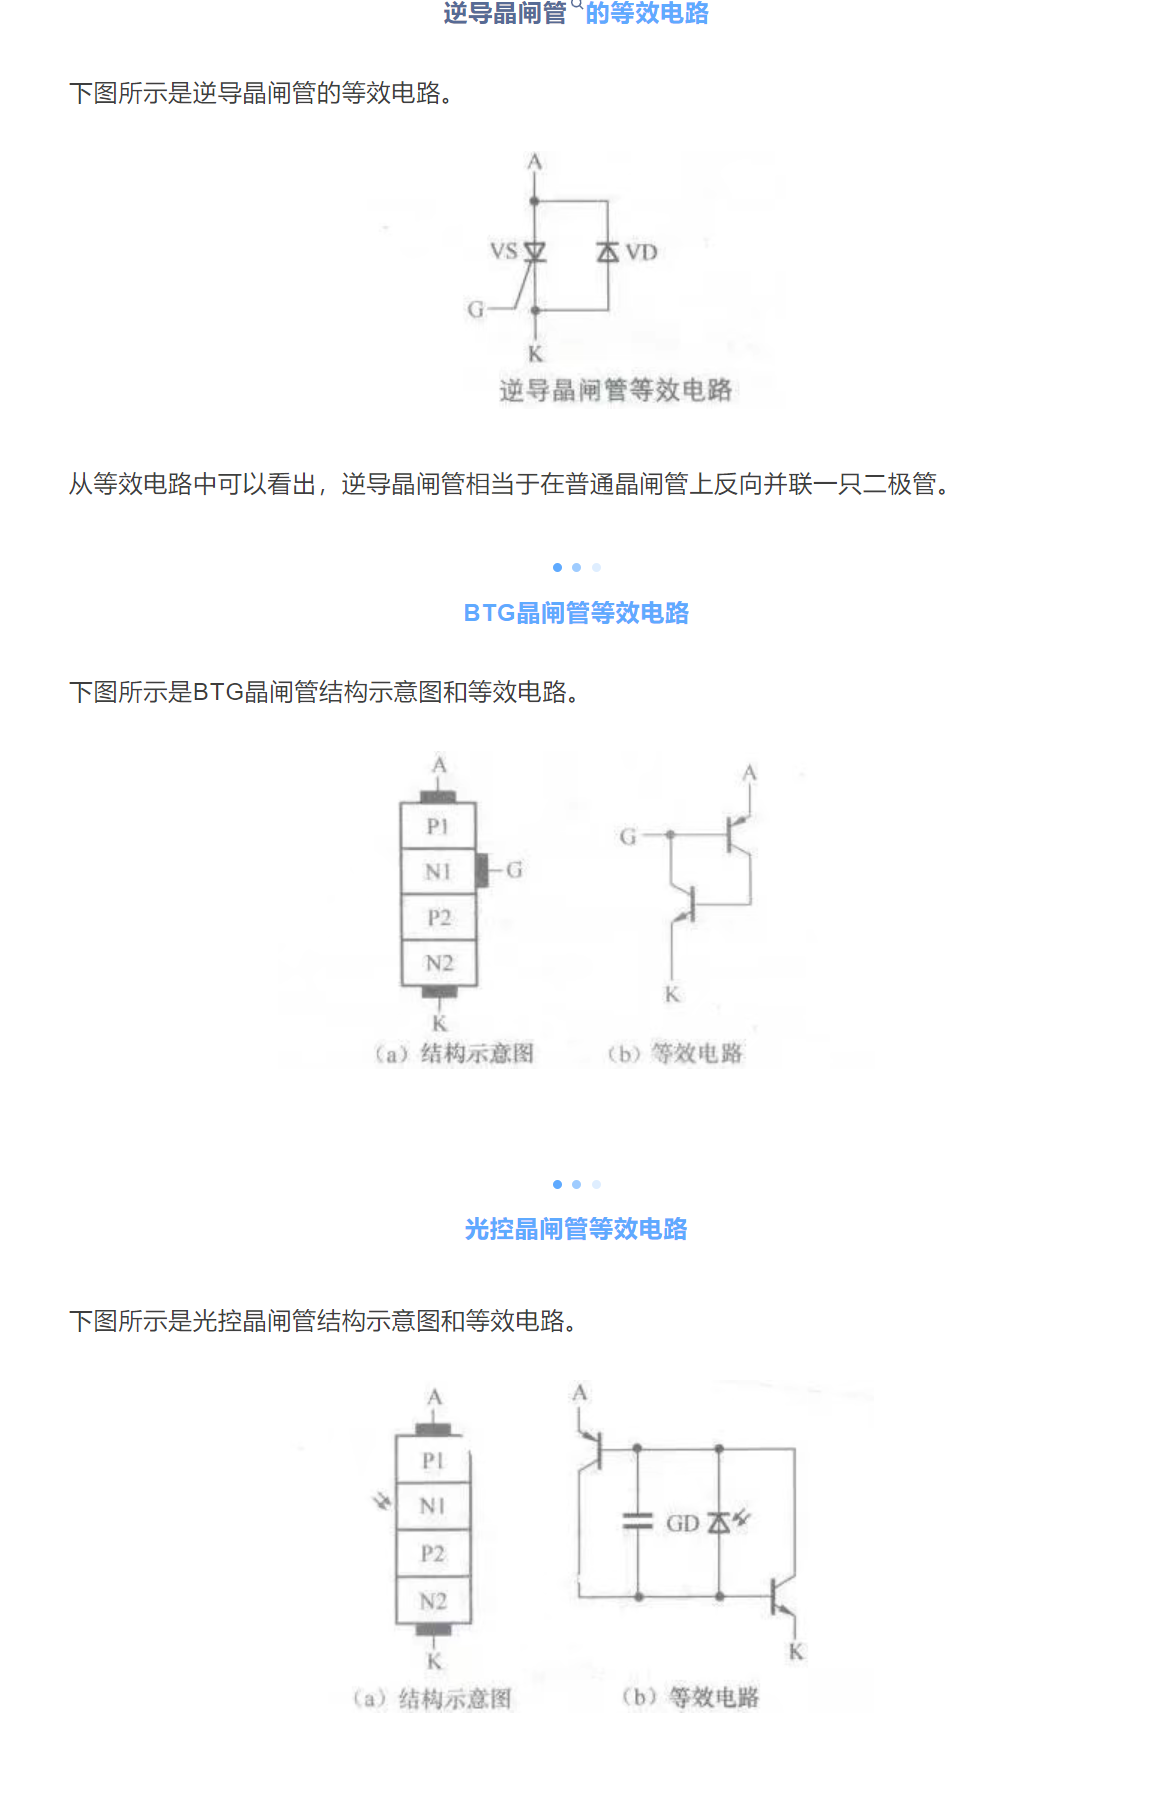 逆导晶闸管的等效电路
下图所示是逆导晶闸管的等效电路。
A
VS
VD
G
K
逆导晶闸管等效电路
从等效电路中可以看出，逆导晶闸管相当于在普通晶闸管上反向并联一只二极管。
BTG晶闸管等效电路
下图所示是BTG晶闸管结构示意图和等效电路。
A
P1
N1
G
P2
N2
K
(a) 结构示意图
A
G
K
(b) 等效电路
光控晶闸管等效电路
下图所示是光控晶闸管结构示意图和等效电路。
A
P1
N1
P2
N2
K
(a) 结构示意图
A
GD
K
(b) 等效电路